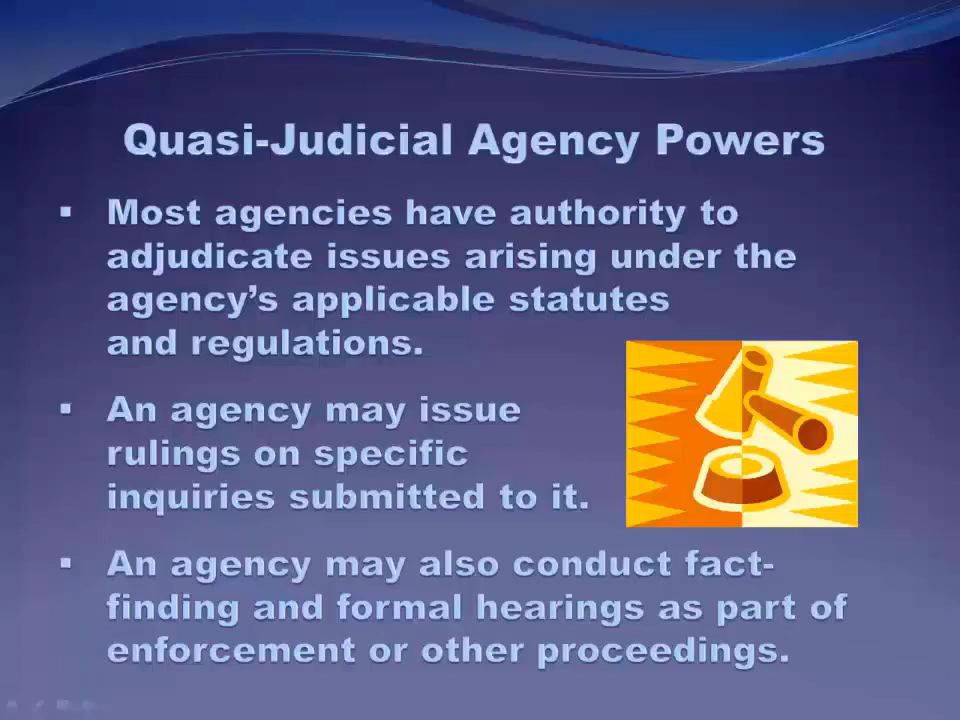 Quasi-Judicial Agency Powers
▪ Most agencies have authority to
adjudicate issues arising under the
agency’s applicable statutes
and regulations.
▪ An agency may issue
rulings on specific
inquiries submitted to it.
▪ An agency may also conduct fact-
finding and formal hearings as part of
enforcement or other proceedings.